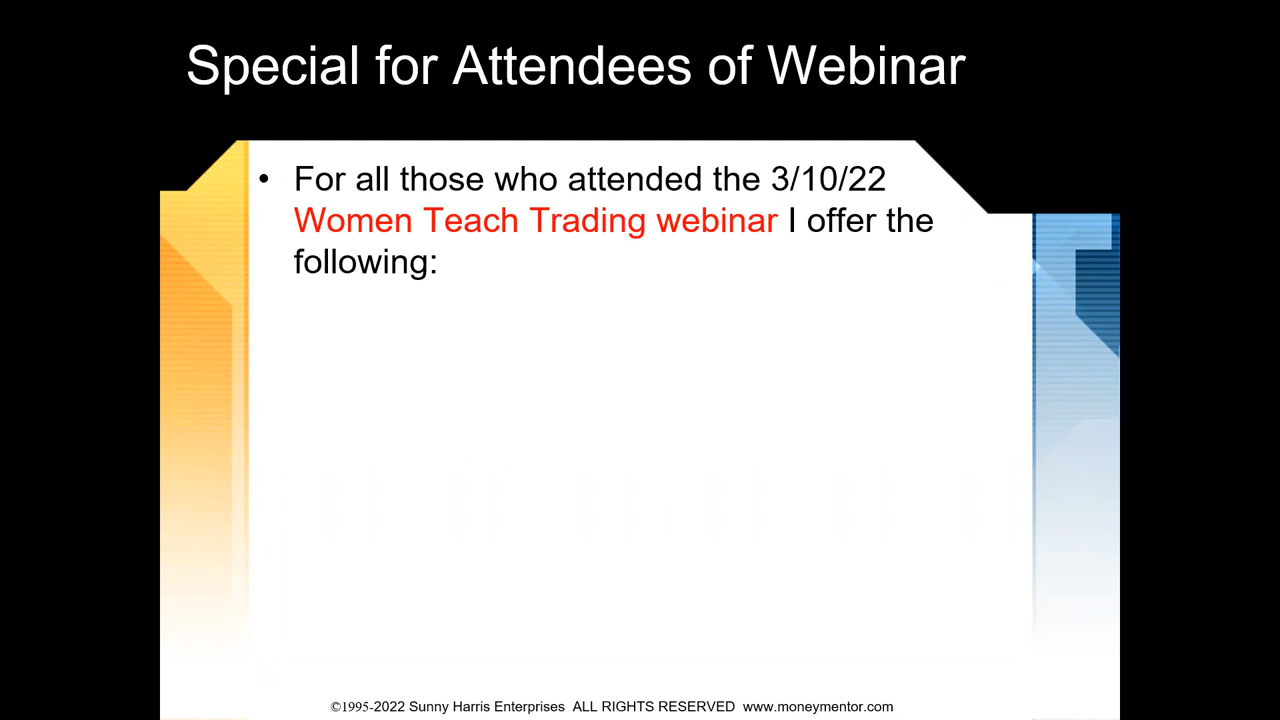 Special for Attendees of Webinar
• For all those who attended the 3/10/22
Women Teach Trading webinar I offer the
following:
©1995-2022 Sunny Harris Enterprises ALL RIGHTS RESERVED www.moneymentor.com